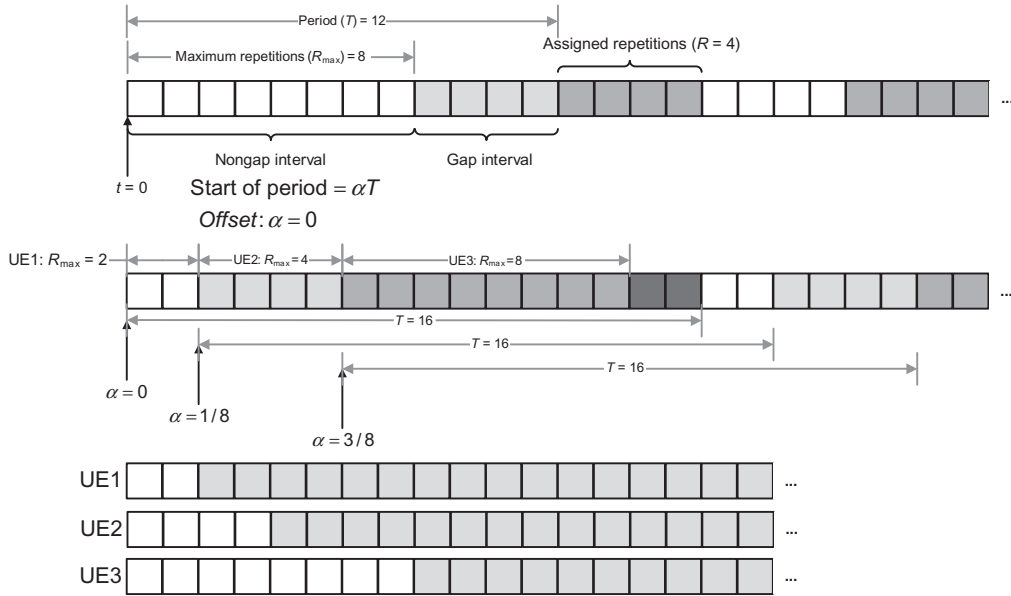 Period (T) = 12
Maximum repetitions (Rmax) = 8
Assigned repetitions (R = 4)
...
Nongap interval
Gap interval
t = 0
Start of period = αT
Offset: α = 0
UE1: Rmax = 2
UE2: Rmax = 4
UE3: Rmax = 8
...
T = 16
T = 16
T = 16
α = 0
α = 1/8
α = 3/8
UE1 ...
UE2 ...
UE3 ...